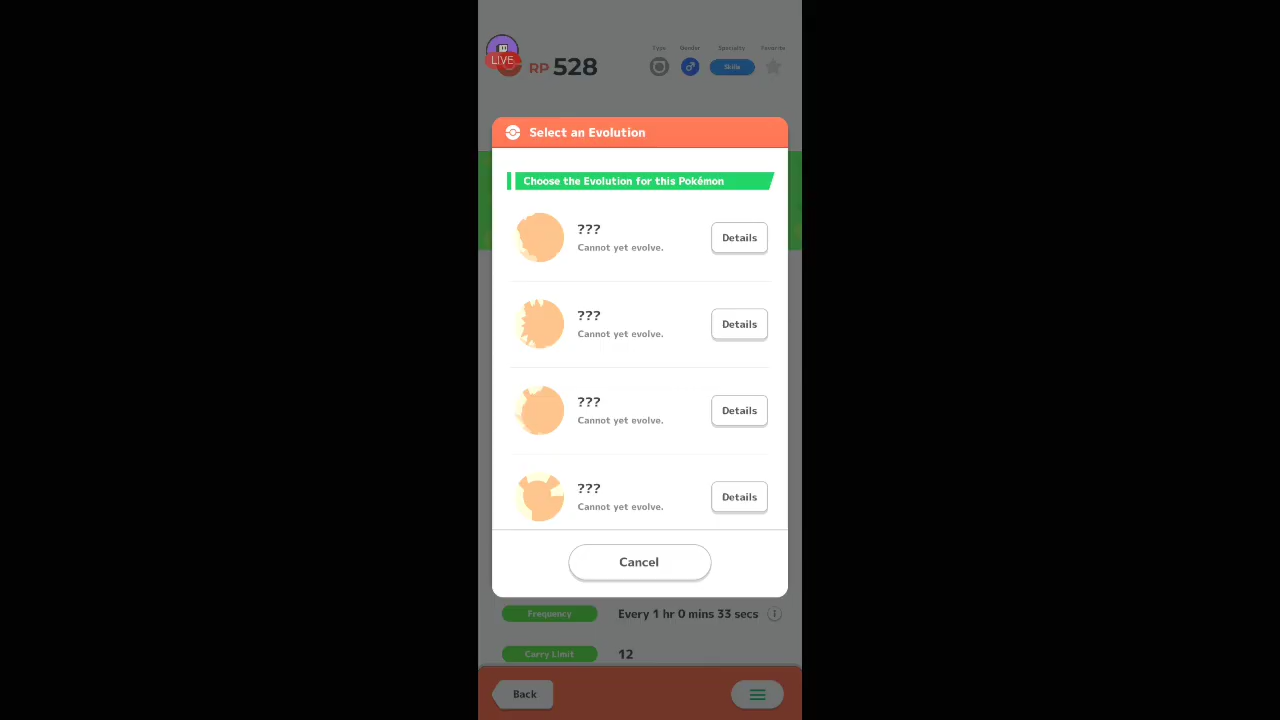 LIVE
RP 528
Type Gender Specialty Favorite
Skills
Select an Evolution
Choose the Evolution for this Pokémon
???
Cannot yet evolve.
Details
???
Cannot yet evolve.
Details
???
Cannot yet evolve.
Details
???
Cannot yet evolve.
Details
Cancel
Frequency Every 1 hr 0 mins 33 secs
Carry Limit 12
Back